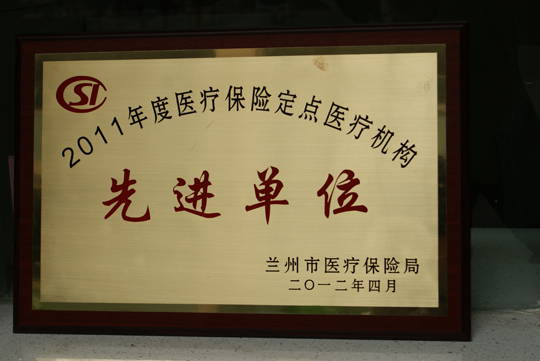 CSI
2011年度医疗保险定点医疗机构
先进单位
兰州市医疗保险局
二〇一二年四月